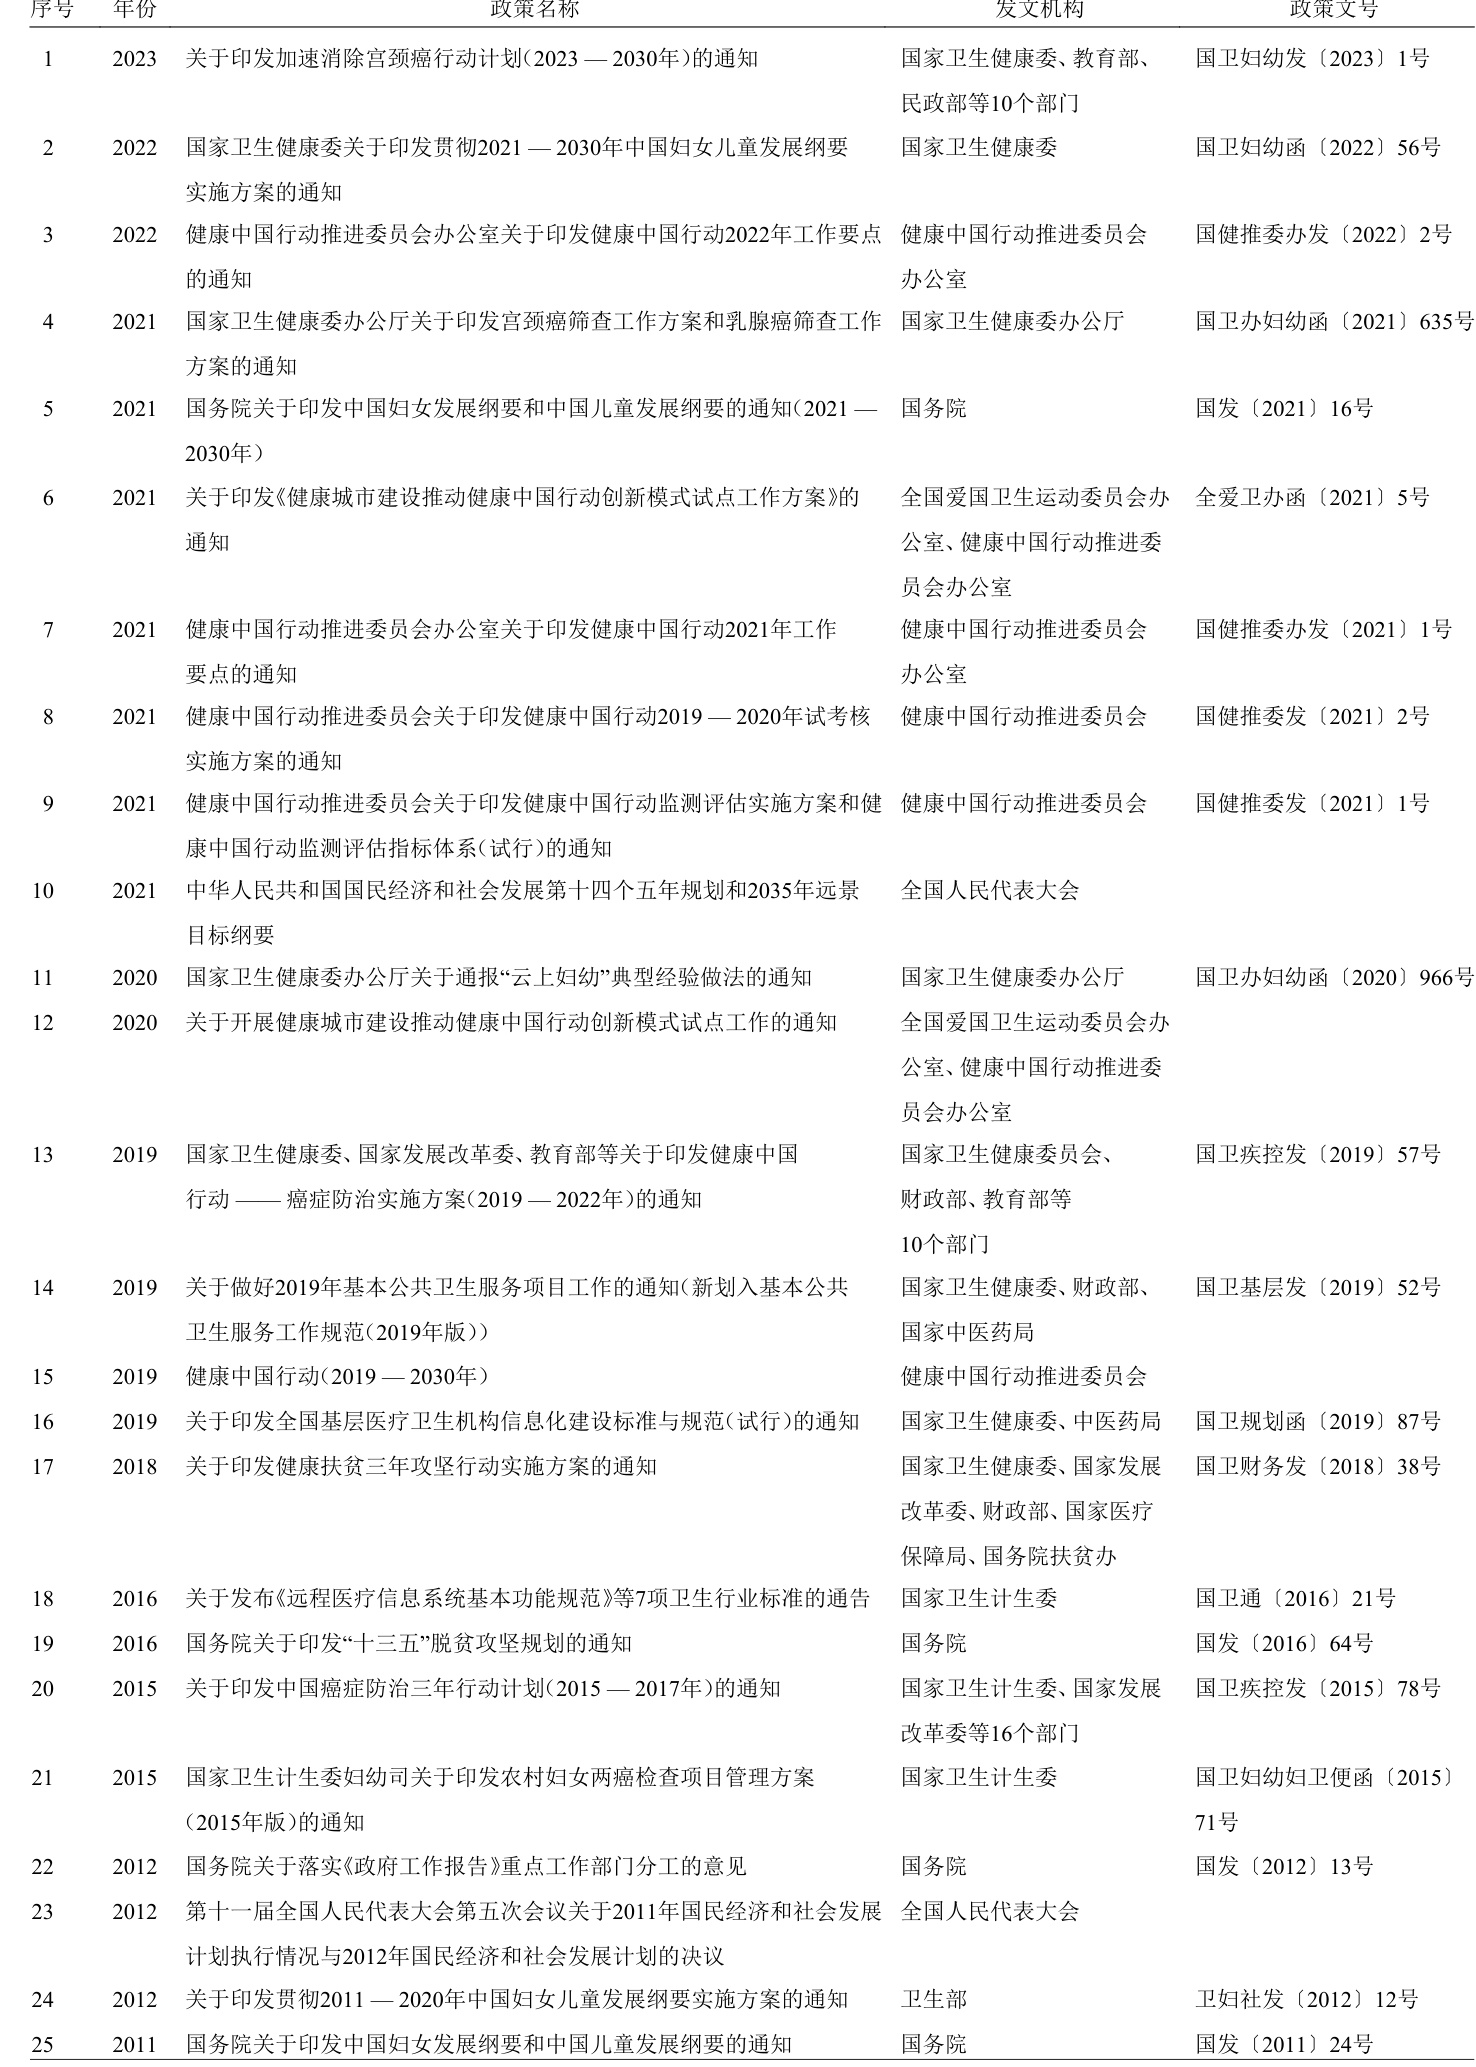 序号 年份 政策名称 发文机构 政策文号
1 2023 关于印发加速消除宫颈癌行动计划(2023 — 2030年)的通知 国家卫生健康委、教育部、 国卫妇幼发〔2023〕1号
民政部等10个部门
2 2022 国家卫生健康委关于印发贯彻2021 — 2030年中国妇女儿童发展纲要 国家卫生健康委 国卫妇幼函〔2022〕56号
实施方案的通知
3 2022 健康中国行动推进委员会办公室关于印发健康中国行动2022年工作要点 健康中国行动推进委员会 国健推委办发〔2022〕2号
的通知 办公室
4 2021 国家卫生健康委办公厅关于印发宫颈癌筛查工作方案和乳腺癌筛查工作 国家卫生健康委办公厅 国卫办妇幼函〔2021〕635号
方案的通知
5 2021 国务院关于印发中国妇女发展纲要和中国儿童发展纲要的通知(2021 — 国务院 国发〔2021〕16号
2030年)
6 2021 关于印发《健康城市建设推动健康中国行动创新模式试点工作方案》的 全国爱国卫生运动委员会办 全爱卫办函〔2021〕5号
通知 公室、健康中国行动推进委
员会办公室
7 2021 健康中国行动推进委员会办公室关于印发健康中国行动2021年工作 健康中国行动推进委员会 国健推委办发〔2021〕1号
要点的通知 办公室
8 2021 健康中国行动推进委员会关于印发健康中国行动2019 — 2020年试考核 健康中国行动推进委员会 国健推委发〔2021〕2号
实施方案的通知
9 2021 健康中国行动推进委员会关于印发健康中国行动监测评估实施方案和健 健康中国行动推进委员会 国健推委发〔2021〕1号
康中国行动监测评估指标体系(试行)的通知
10 2021 中华人民共和国国民经济和社会发展第十四个五年规划和2035年远景 全国人民代表大会
目标纲要
11 2020 国家卫生健康委办公厅关于通报“云上妇幼”典型经验做法的通知 国家卫生健康委办公厅 国卫办妇幼函〔2020〕966号
12 2020 关于开展健康城市建设推动健康中国行动创新模式试点工作的通知 全国爱国卫生运动委员会办
公室、健康中国行动推进委
员会办公室
13 2019 国家卫生健康委、国家发展改革委、教育部等关于印发健康中国 国家卫生健康委员会、 国卫疾控发〔2019〕57号
行动 —— 癌症防治实施方案(2019 — 2022年)的通知 财政部、教育部等
10个部门
14 2019 关于做好2019年基本公共卫生服务项目工作的通知(新划入基本公共 国家卫生健康委、财政部、 国卫基层发〔2019〕52号
卫生服务工作规范(2019年版)) 国家中医药局
15 2019 健康中国行动(2019 — 2030年) 健康中国行动推进委员会
16 2019 关于印发全国基层医疗卫生机构信息化建设标准与规范(试行)的通知 国家卫生健康委、中医药局 国卫规划函〔2019〕87号
17 2018 关于印发健康扶贫三年攻坚行动实施方案的通知 国家卫生健康委、国家发展 国卫财务发〔2018〕38号
改革委、财政部、国家医疗
保障局、国务院扶贫办
18 2016 关于发布《远程医疗信息系统基本功能规范》等7项卫生行业标准的通告 国家卫生计生委 国卫通〔2016〕21号
19 2016 国务院关于印发“十三五”脱贫攻坚规划的通知 国务院 国发〔2016〕64号
20 2015 关于印发中国癌症防治三年行动计划(2015 — 2017年)的通知 国家卫生计生委、国家发展 国卫疾控发〔2015〕78号
改革委等16个部门
21 2015 国家卫生计生委妇幼司关于印发农村妇女两癌检查项目管理方案 国家卫生计生委 国卫妇幼妇卫便函〔2015〕
(2015年版)的通知 71号
22 2012 国务院关于落实《政府工作报告》重点工作部门分工的意见 国务院 国发〔2012〕13号
23 2012 第十一届全国人民代表大会第五次会议关于2011年国民经济和社会发展 全国人民代表大会
计划执行情况与2012年国民经济和社会发展计划的决议
24 2012 关于印发贯彻2011 — 2020年中国妇女儿童发展纲要实施方案的通知 卫生部 卫妇社发〔2012〕12号
25 2011 国务院关于印发中国妇女发展纲要和中国儿童发展纲要的通知 国务院 国发〔2011〕24号